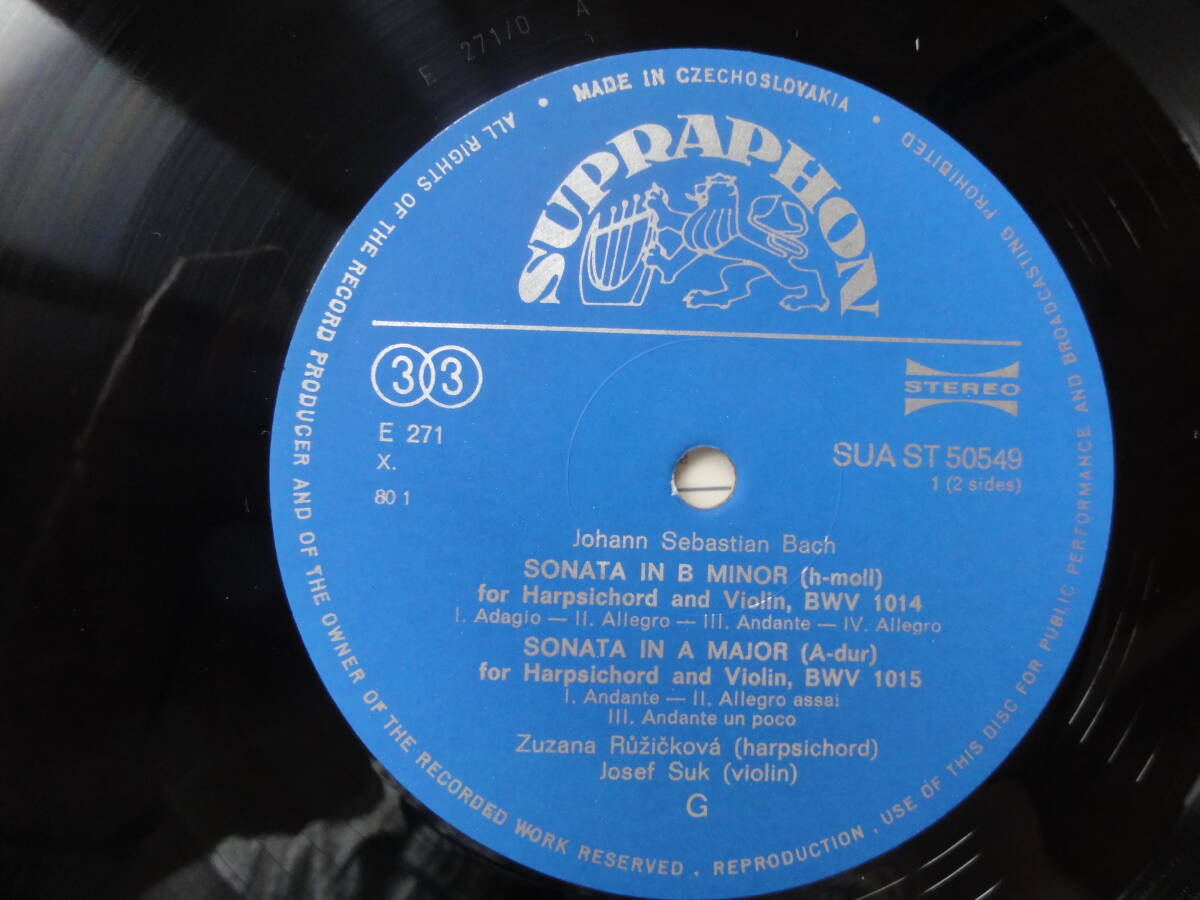 E 271/0 A
MADE IN CZECHOSLOVAKIA • PROHIBITED
ALL RIGHTS OF THE RECORD PRODUCER AND OF THE OWNER OF THE RECORDED WORK RESERVED . REPRODUCTION , USE OF THIS DISC FOR PUBLIC PERFORMANCE AND BROADCASTING
SUPRAPHON
33
STEREO
E 271
SUA ST 50549
X.
1 (2 sides)
80 1
Johann Sebastian Bach
SONATA IN B MINOR (h-moll)
for Harpsichord and Violin, BWV 1014
I. Adagio — II. Allegro — III. Andante — IV. Allegro
SONATA IN A MAJOR (A-dur)
for Harpsichord and Violin, BWV 1015
I. Andante — II. Allegro assai
III. Andante un poco
Zuzana Růžičková (harpsichord)
Josef Suk (violin)
G